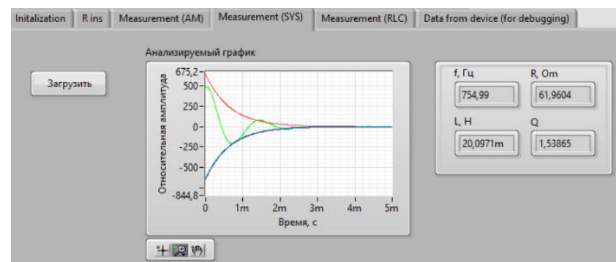 Initalization
R ins
Measurement (AM)
Measurement (SYS)
Measurement (RLC)
Data from device (for debugging)
Загрузить
Анализируемый график
Относительная амплитуда
675,2
500
250
0
-250
-500
-844,8
0
1m
2m
3m
4m
5m
Время, с
f, Гц
R, Om
754,99
61,9604
L, H
Q
20,0971m
1,53865